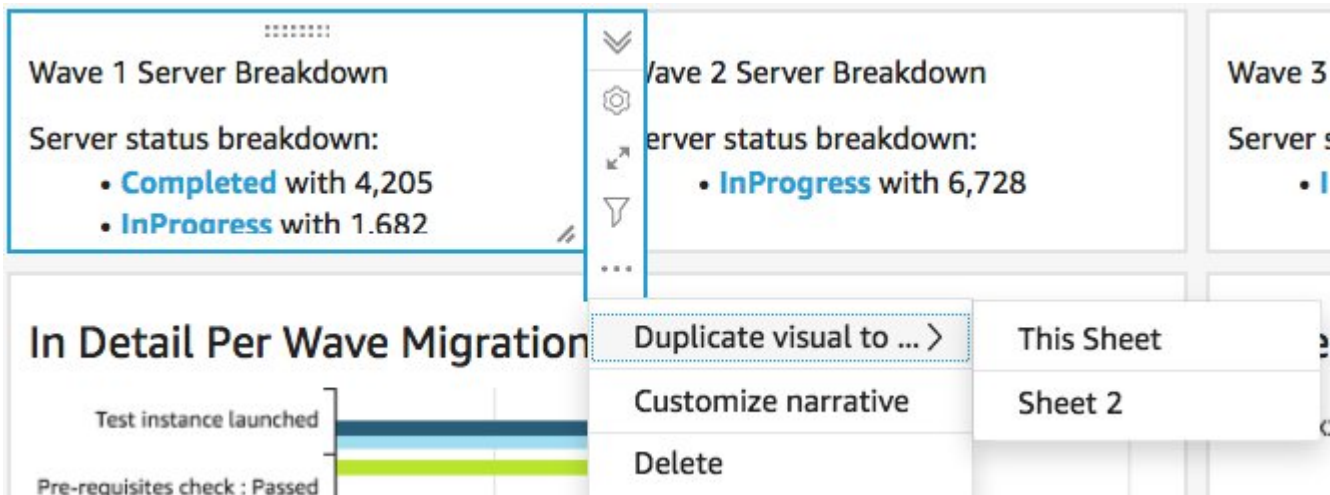 Wave 1 Server Breakdown
Server status breakdown:
• Completed with 4,205
• InProgress with 1,682
Wave 2 Server Breakdown
Server status breakdown:
• InProgress with 6,728
Wave 3
Server
In Detail Per Wave Migration
Test instance launched
Pre-requisites check : Passed
Duplicate visual to ... >
Customize narrative
Delete
This Sheet
Sheet 2